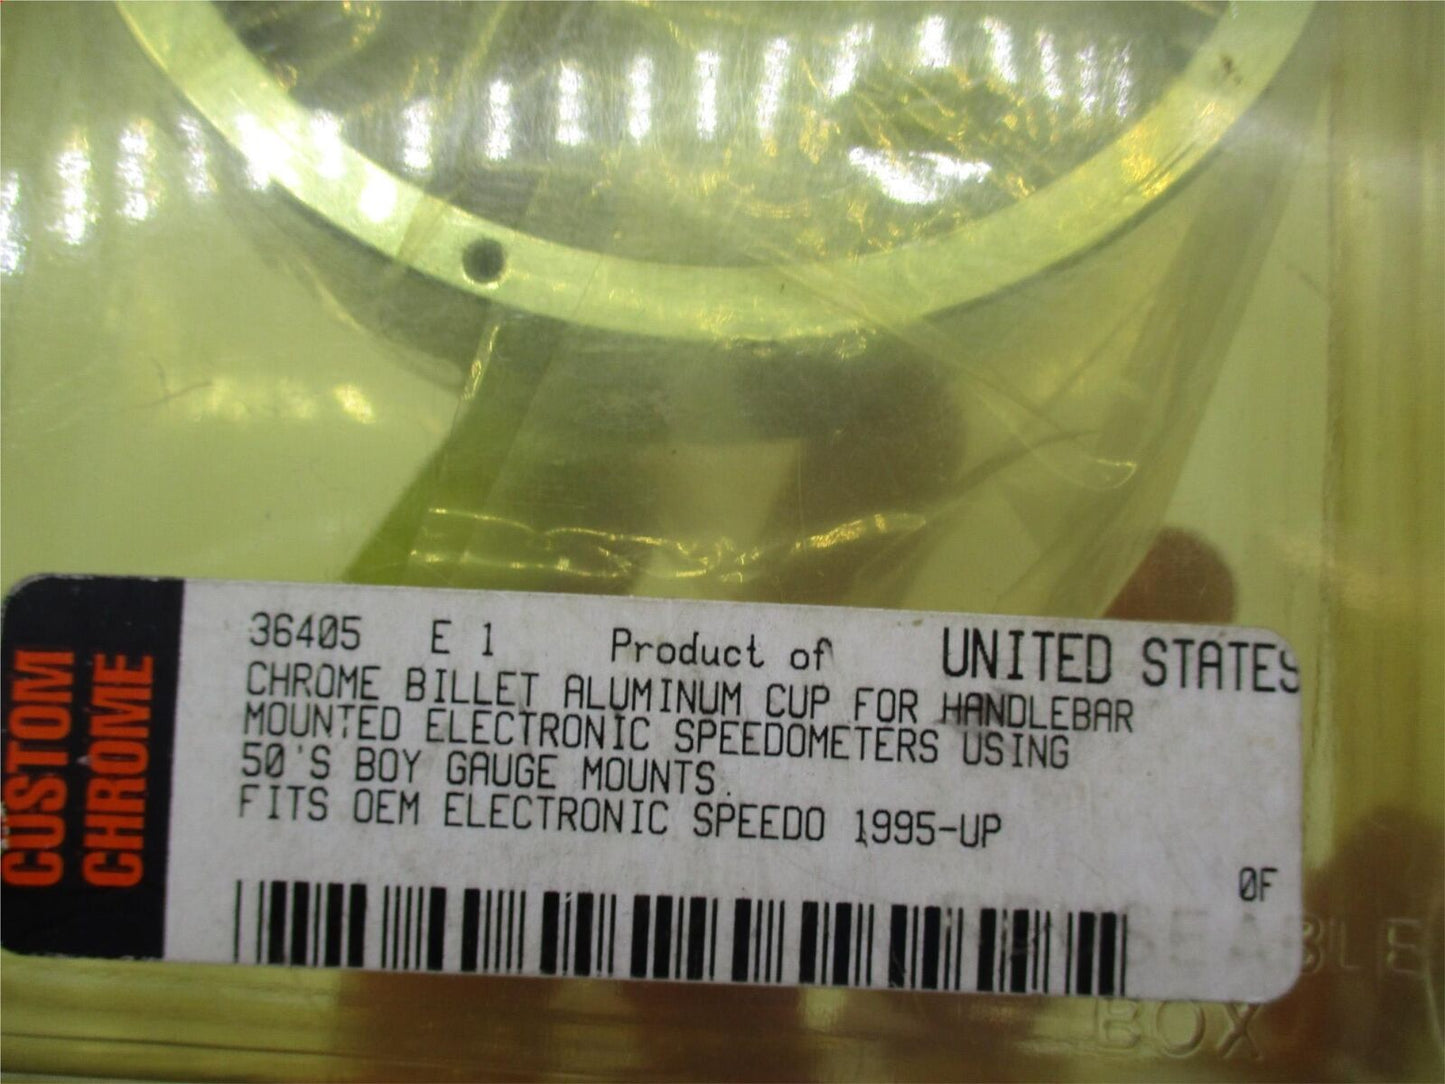 CUSTOM
CHROME
36405 E 1 Product of UNITED STATES
CHROME BILLET ALUMINUM CUP FOR HANDLEBAR
MOUNTED ELECTRONIC SPEEDOMETERS USING
50'S BOY GAUGE MOUNTS.
FITS OEM ELECTRONIC SPEEDO 1995-UP
0F
BOX